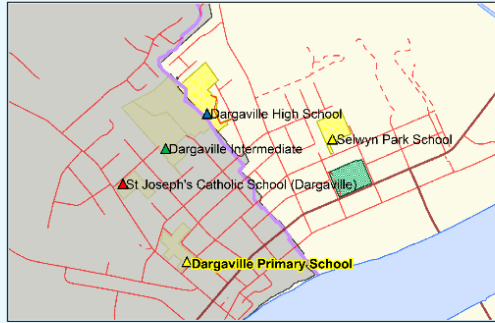 Dargaville High School
Selwyn Park School
Dargaville Intermediate
St Joseph's Catholic School (Dargaville)
Dargaville Primary School